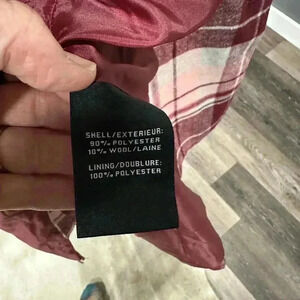 SHELL/EXTERIEUR:
90% POLYESTER
10% WOOL/LAINE
LINING/DOUBLURE:
100% POLYESTER